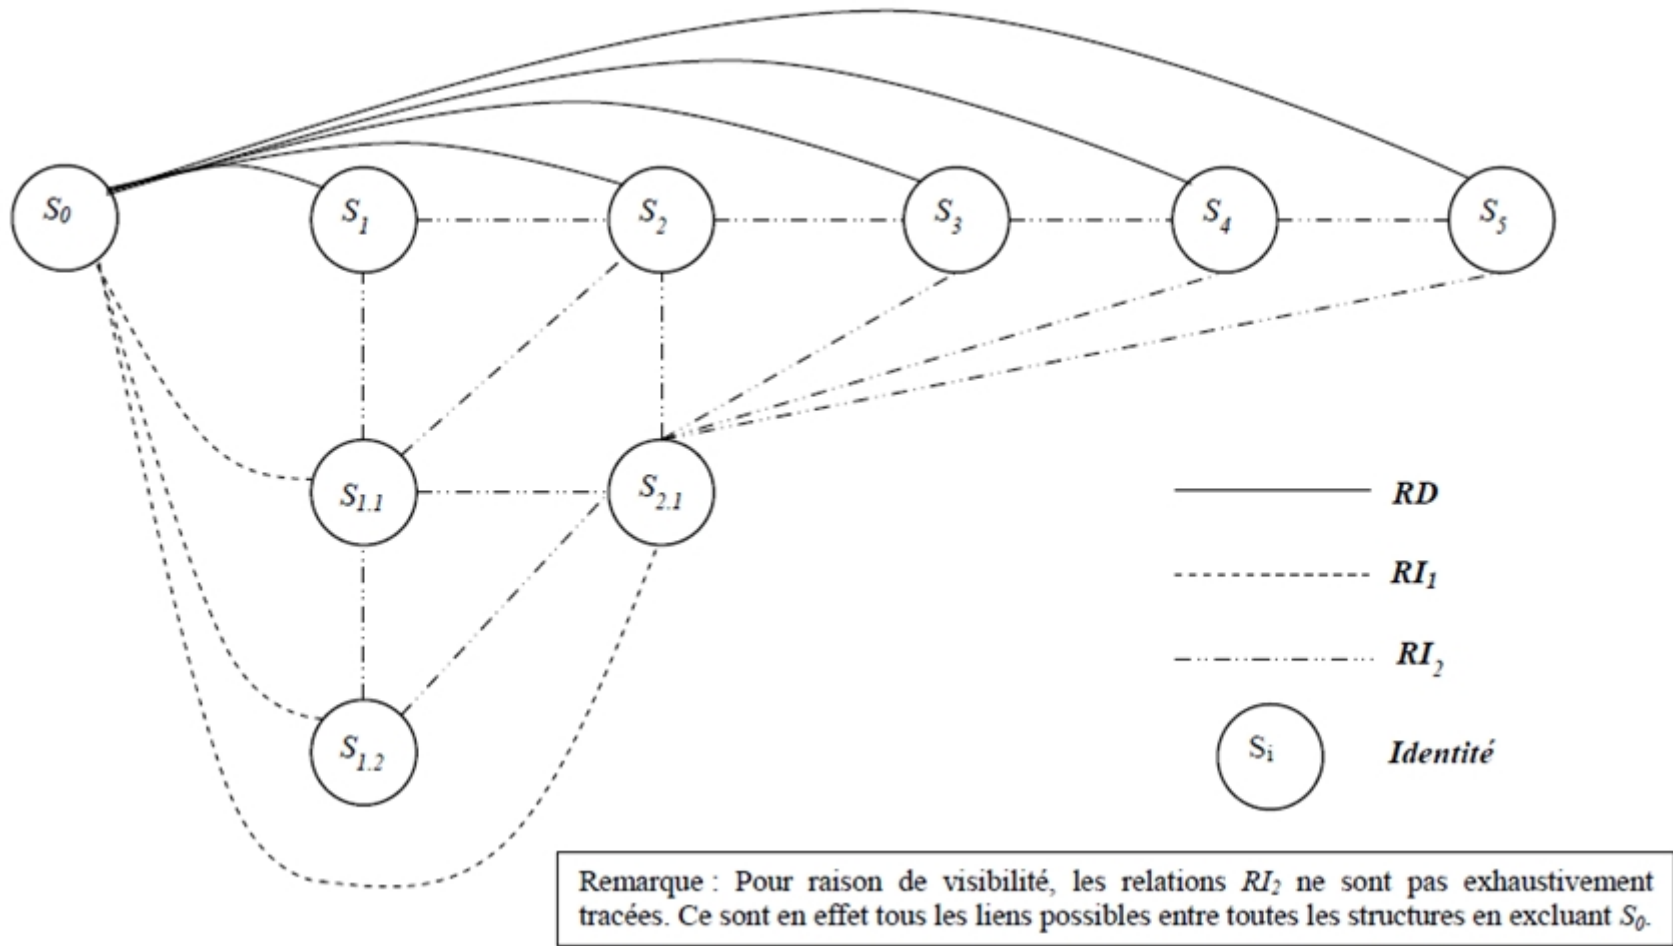 S0
S1
S2
S3
S4
S5
S1.1
S2.1
S1.2
RD
RI1
RI2
Si
Identité
Remarque : Pour raison de visibilité, les relations RI2 ne sont pas exhaustivement
tracées. Ce sont en effet tous les liens possibles entre toutes les structures en excluant S0.